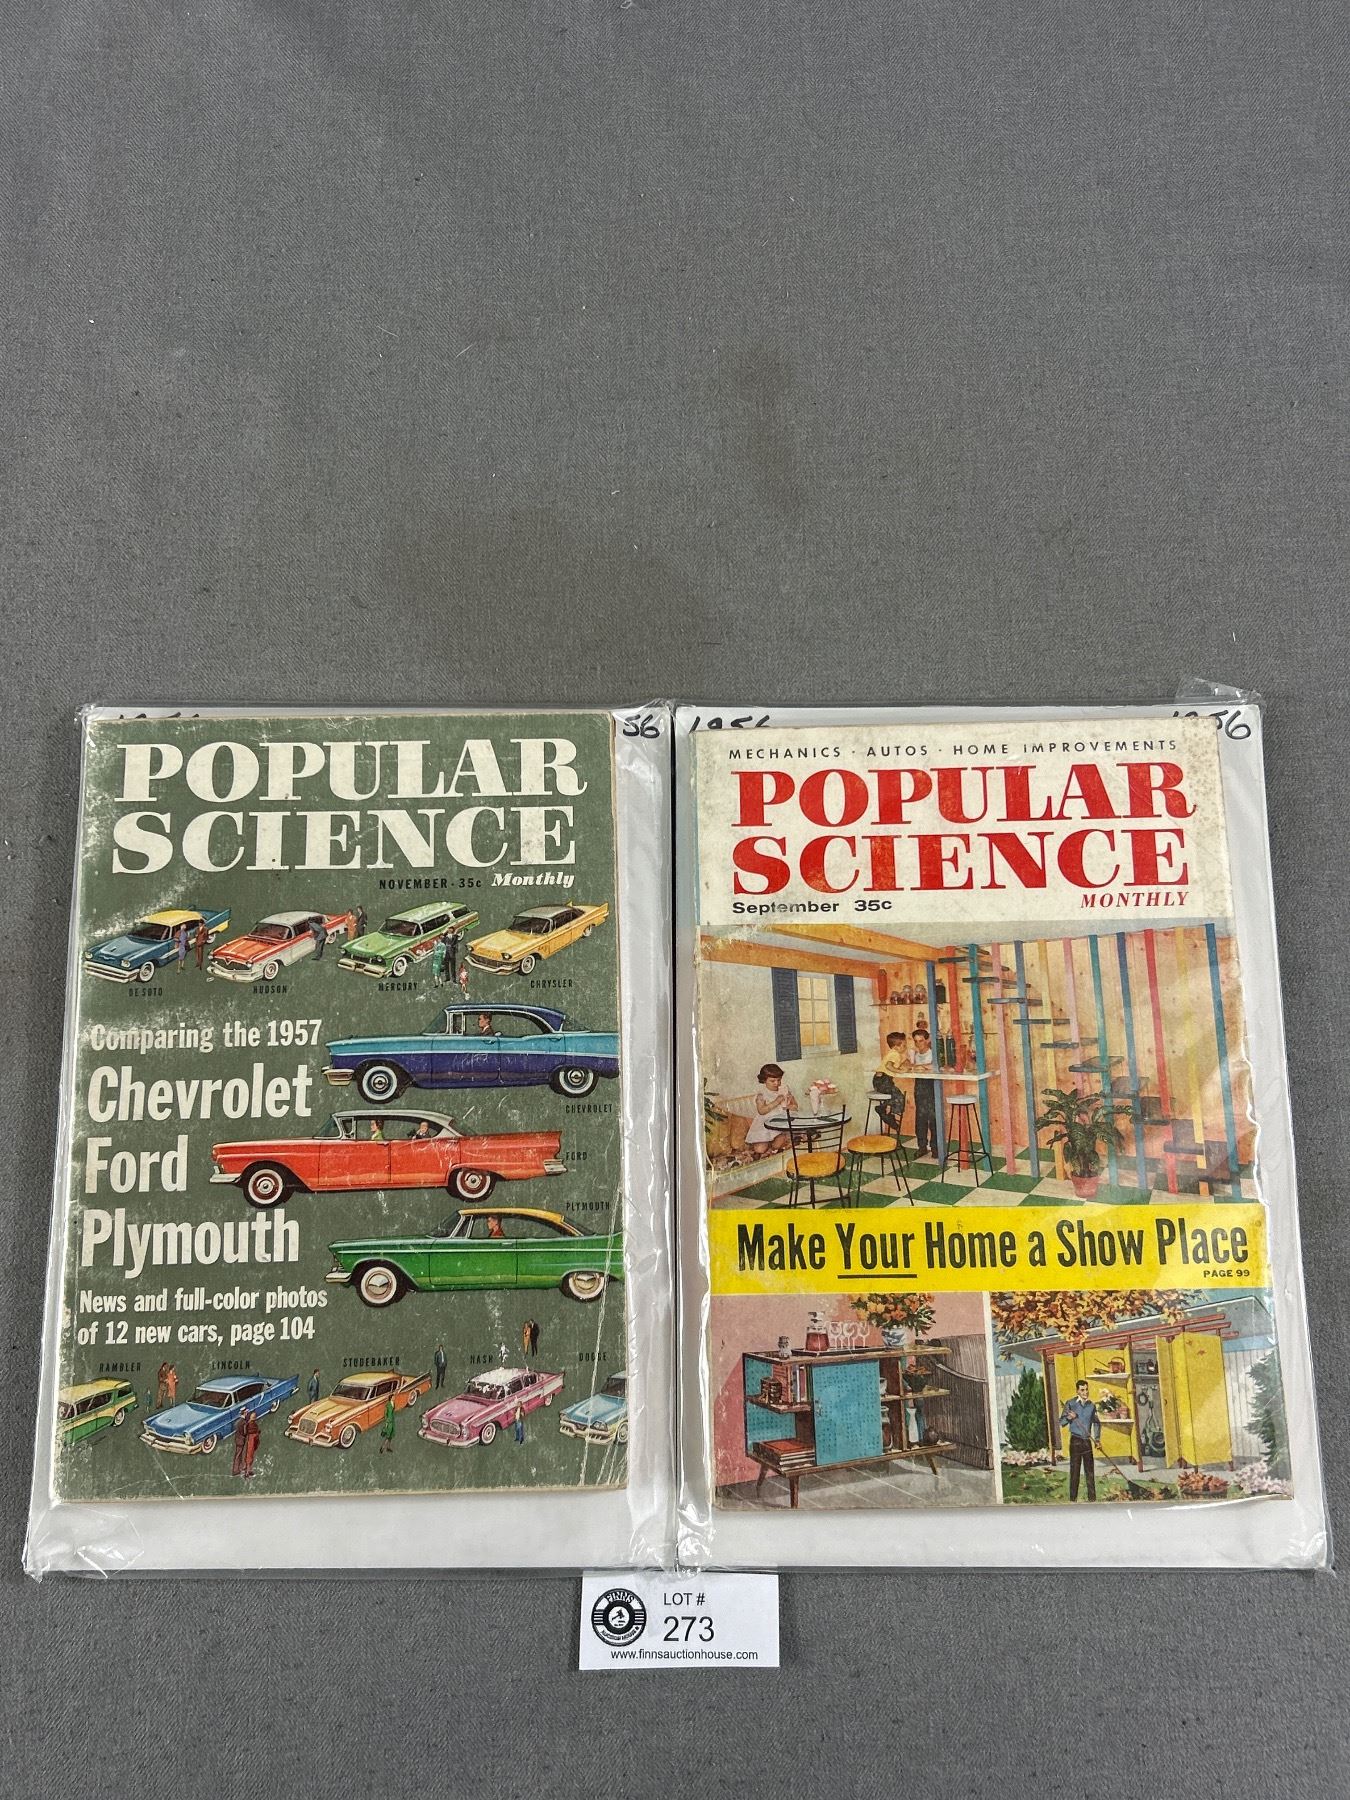 56
POPULAR
SCIENCE
NOVEMBER · 35c Monthly
DE SOTO
HUDSON
MERCURY
CHRYSLER
Comparing the 1957
Chevrolet
Ford
Plymouth
CHEVROLET
FORD
PLYMOUTH
News and full-color photos
of 12 new cars, page 104
RAMBLER
LINCOLN
STUDEBAKER
NASH
DODGE
1956
1956
MECHANICS · AUTOS · HOME IMPROVEMENTS
POPULAR
SCIENCE
September 35c
MONTHLY
Make Your Home a Show Place
PAGE 99
FINNS
AUCTION HOUSE
LOT #
273
www.finnsauctionhouse.com